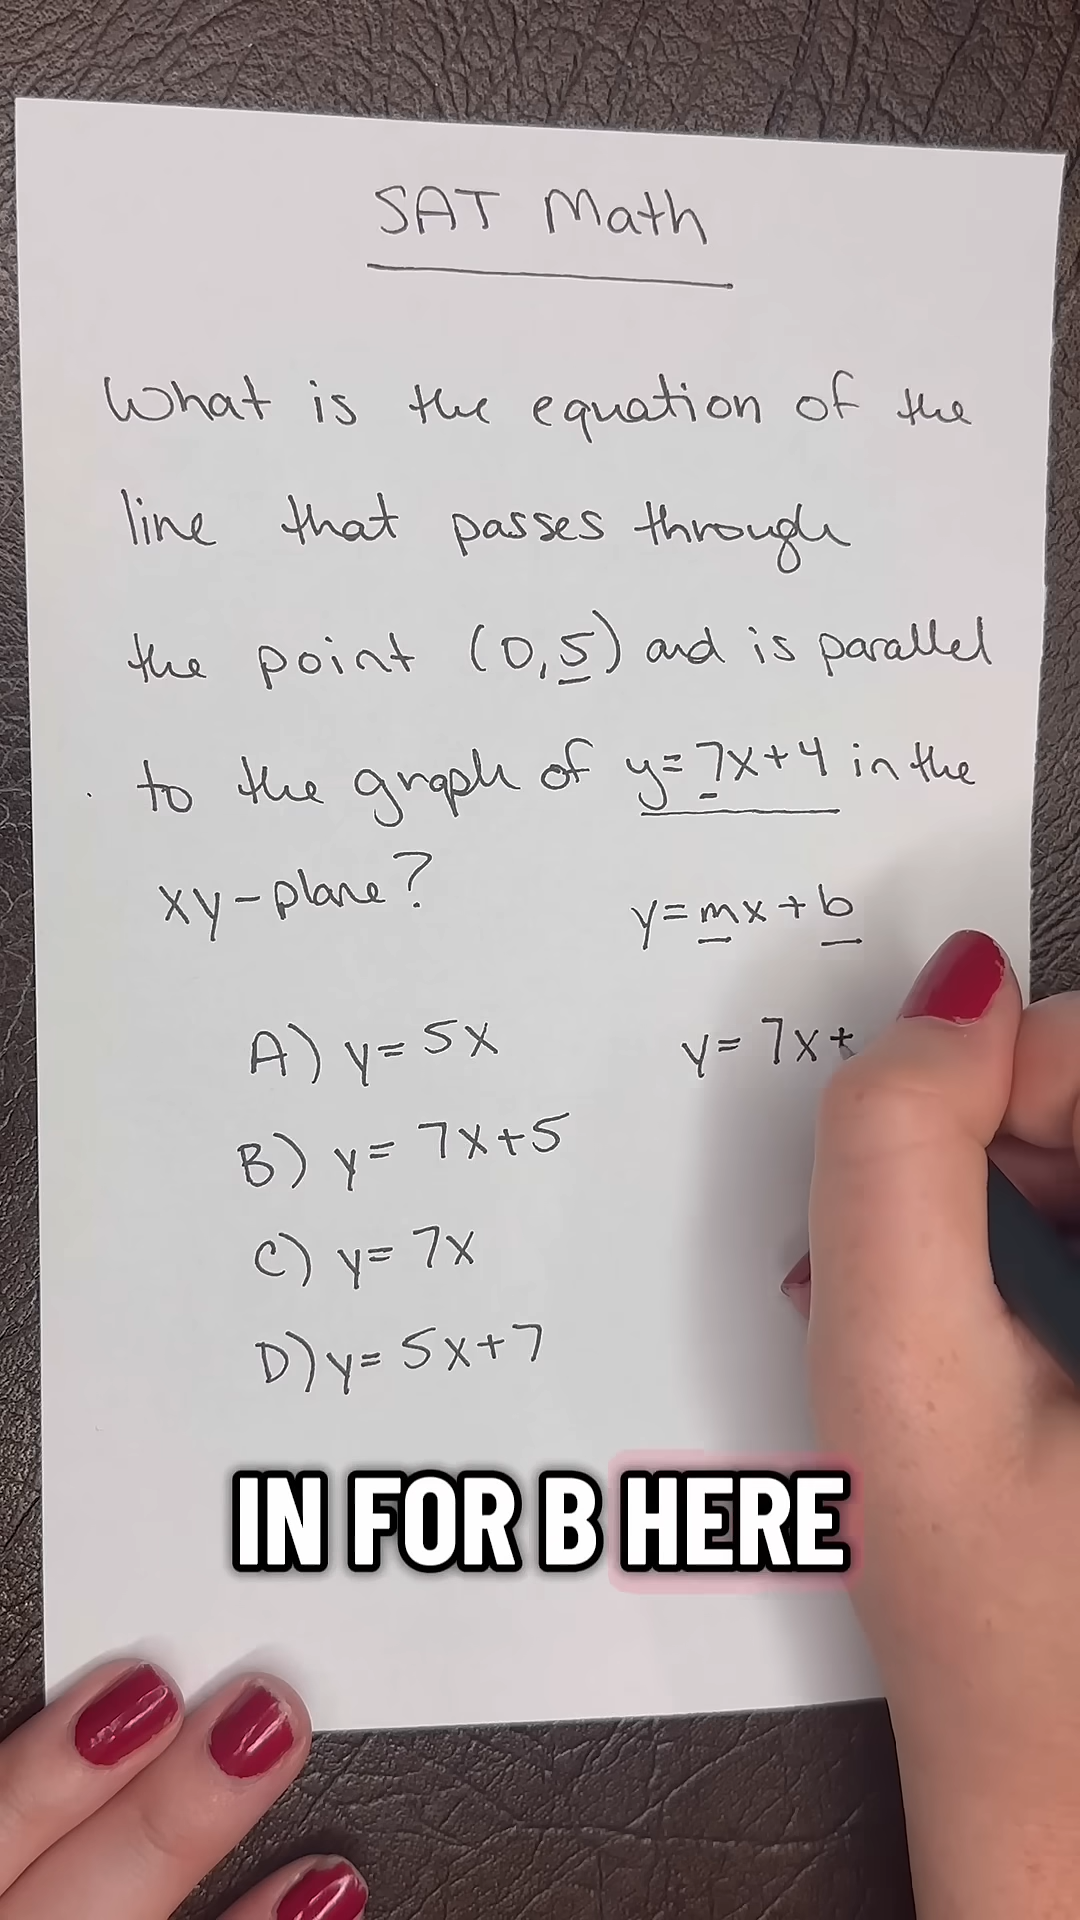 SAT Math
What is the equation of the
line that passes through
the point (0,5) and is parallel
to the graph of y=7x+4 in the
xy-plane?
y=mx+b
y=7x+
A) y=5x
B) y=7x+5
C) y=7x
D) y=5x+7
IN FOR B HERE